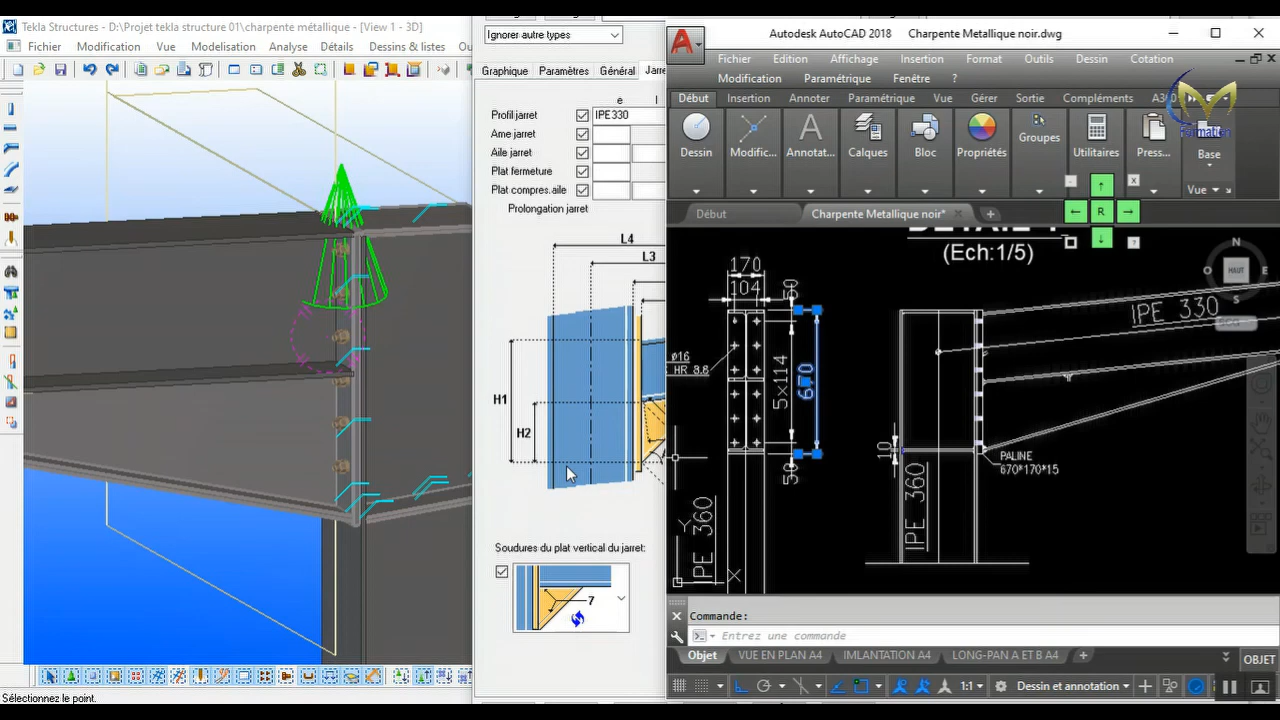 Tekla Structures - D:\Projet tekla structure 01\charpente métallique - [View 1 - 3D]
Fichier Modification Vue Modelisation Analyse Détails Dessins & listes
Sélectionnez le point.
Ignorer autres types
Graphique Paramètres Général Jarre
e
Profil jarret IPE330
Ame jarret
Aile jarret
Plat fermeture
Plat compres.aile
Prolongation jarret
L4
L3
H1
H2
Soudures du plat vertical du jarret:
7
Autodesk AutoCAD 2018 Charpente Metallique noir.dwg
Fichier Edition Affichage Insertion Format Outils Dessin Cotation
Modification Paramétrique Fenêtre ?
Début Insertion Annoter Paramétrique Vue Gérer Sortie Compléments
Formation
Dessin Modific... Annotat... Calques Bloc Propriétés Groupes Utilitaires Press... Base
Vue
R
Début Charpente Metallique noir*
(Ech:1/5)
170
104
50
ø16
HR 8.8
5x114
670
50
IPE 360
Y
X
10
IPE 360
IPE 330
PALINE
670*170*15
N
O HAUT E
S
Commande:
Entrez une commande
Objet VUE EN PLAN A4 IMLANTATION A4 LONG-PAN A ET B A4
OBJET
1:1 Dessin et annotation